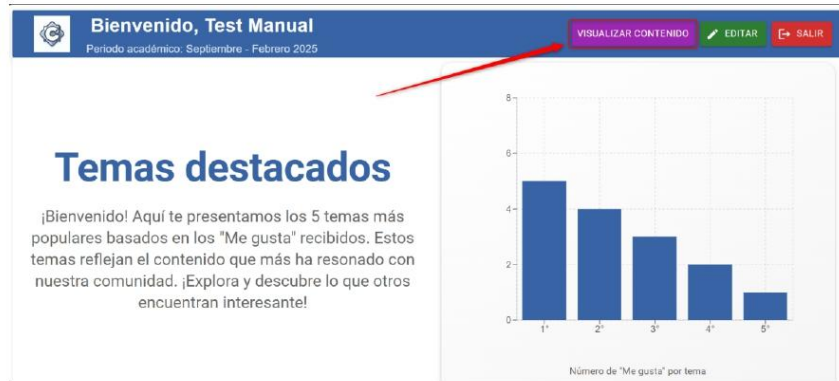 Bienvenido, Test Manual
Periodo académico: Septiembre - Febrero 2025
VISUALIZAR CONTENIDO
EDITAR
SALIR
Temas destacados
¡Bienvenido! Aquí te presentamos los 5 temas más
populares basados en los "Me gusta" recibidos. Estos
temas reflejan el contenido que más ha resonado con
nuestra comunidad. ¡Explora y descubre lo que otros
encuentran interesante!
8
6
4
2
0
1° 2° 3° 4° 5°
Número de "Me gusta" por tema